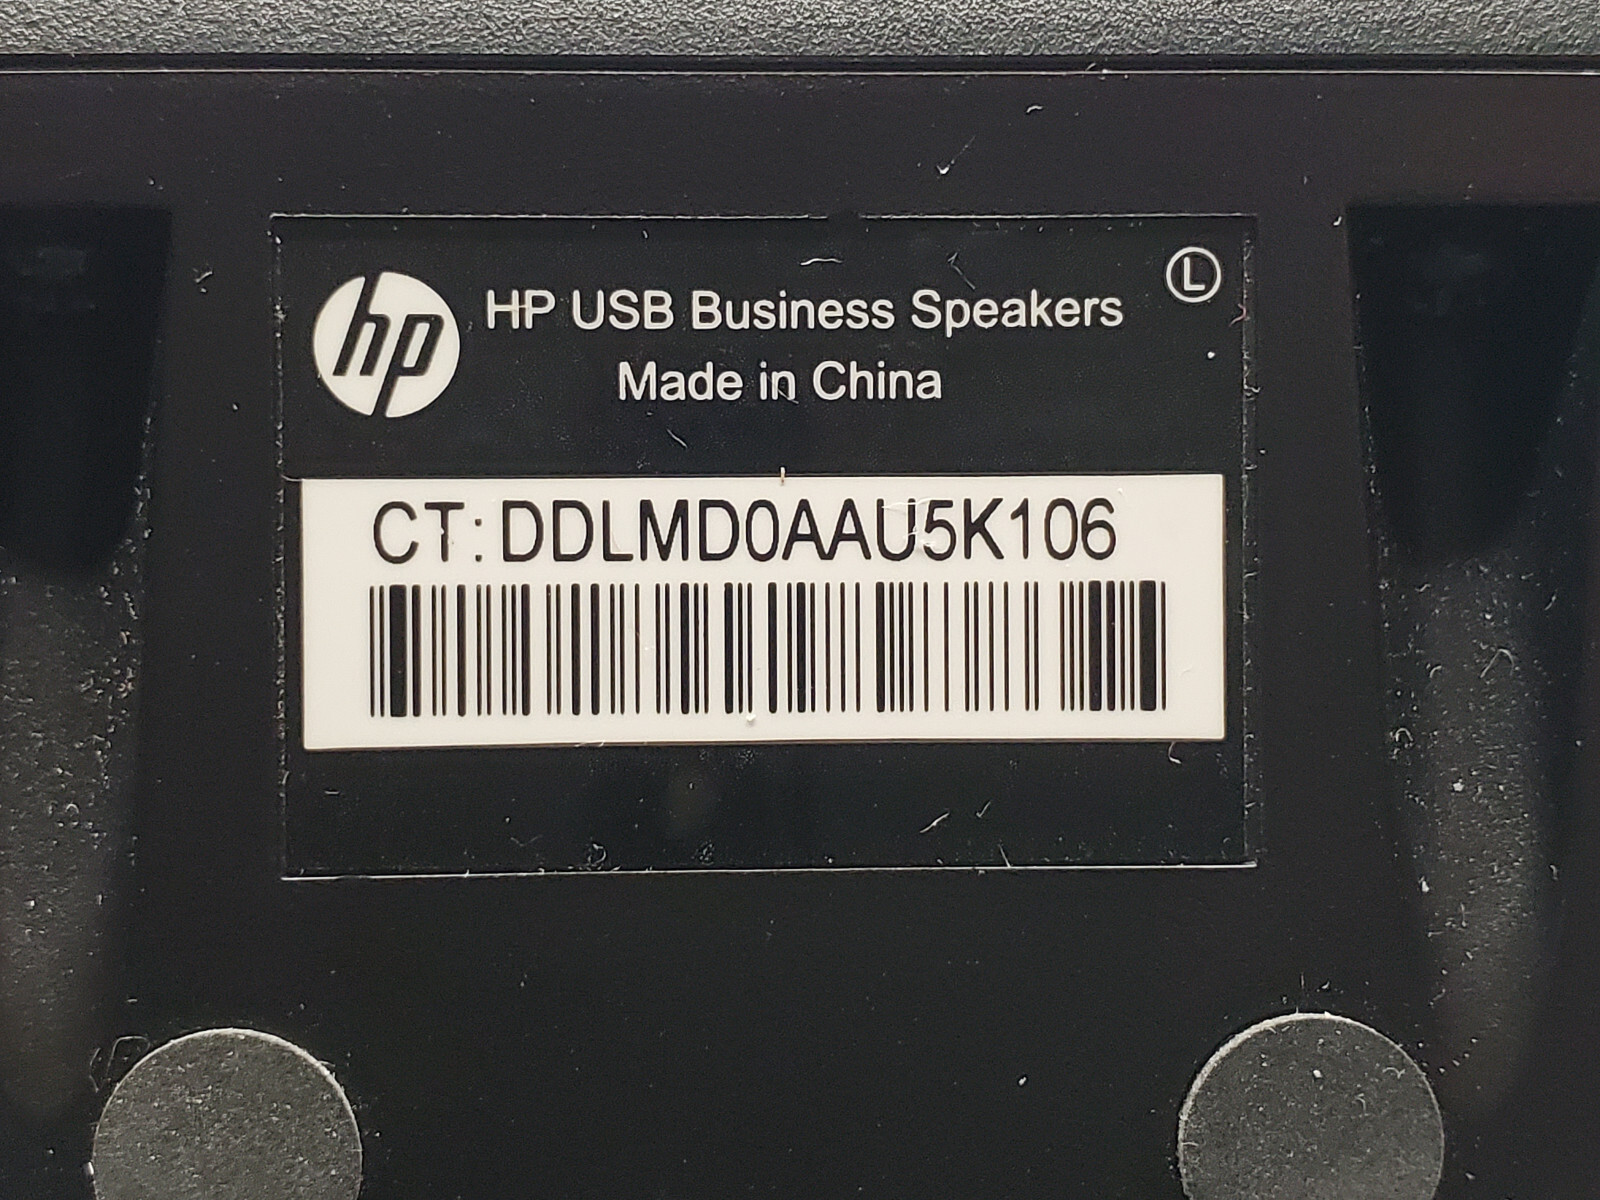 hp
HP USB Business Speakers
Ⓛ
Made in China
CT:DDLMD0AAU5K106